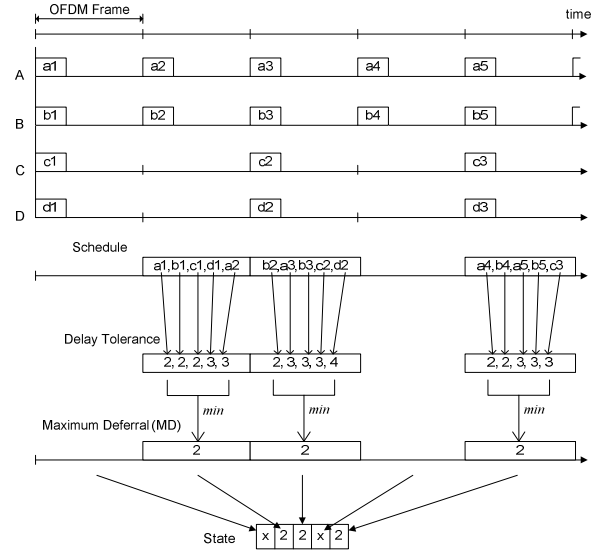 OFDM Frame
time
A a1 a2 a3 a4 a5
B b1 b2 b3 b4 b5
C c1 c2 c3
D d1 d2 d3
Schedule
a1,b1,c1,d1,a2 b2,a3,b3,c2,d2 a4,b4,a5,b5,c3
Delay Tolerance
2, 2, 2, 3, 3 2, 3, 3, 3, 4 2, 2, 3, 3, 3
min min min
Maximum Deferral (MD)
2 2 2
State x 2 2 x 2